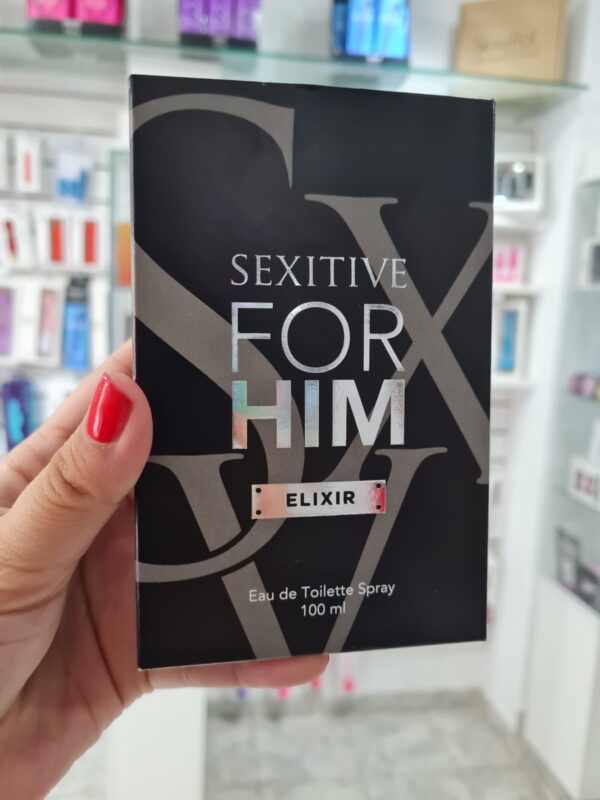 SEXITIVE
FOR
HIM
ELIXIR
Eau de Toilette Spray
100 ml